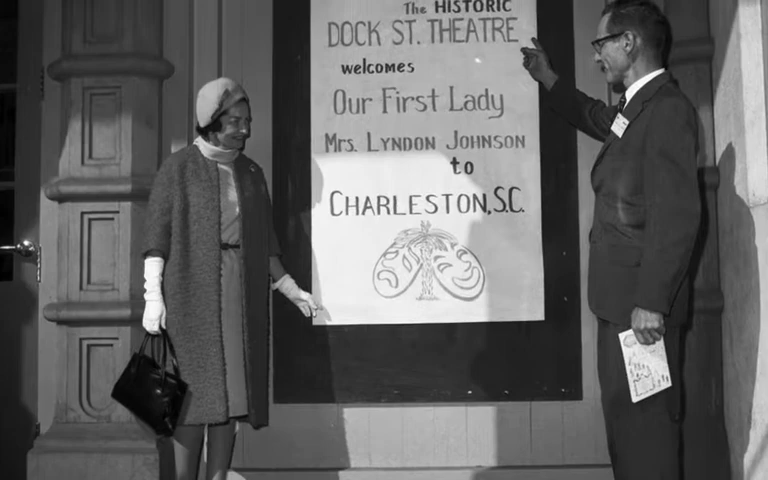 The HISTORIC
DOCK ST. THEATRE
welcomes
Our First Lady
MRS. LYNDON JOHNSON
to
CHARLESTON, S.C.